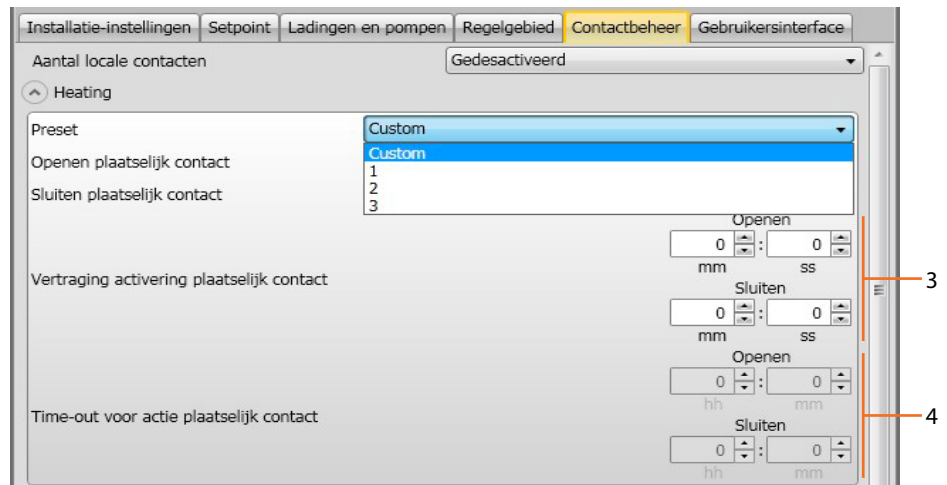 Installatie-instellingen Setpoint Ladingen en pompen Regelgebied Contactbeheer Gebruikersinterface
Aantal locale contacten Gedesactiveerd
Heating
Preset Custom
Custom
Openen plaatselijk contact
1
2
Sluiten plaatselijk contact
3
Openen
0 : 0
mm ss
Vertraging activering plaatselijk contact
3
Sluiten
0 : 0
mm ss
Openen
0 : 0
hh mm
Time-out voor actie plaatselijk contact
4
Sluiten
0 : 0
hh mm